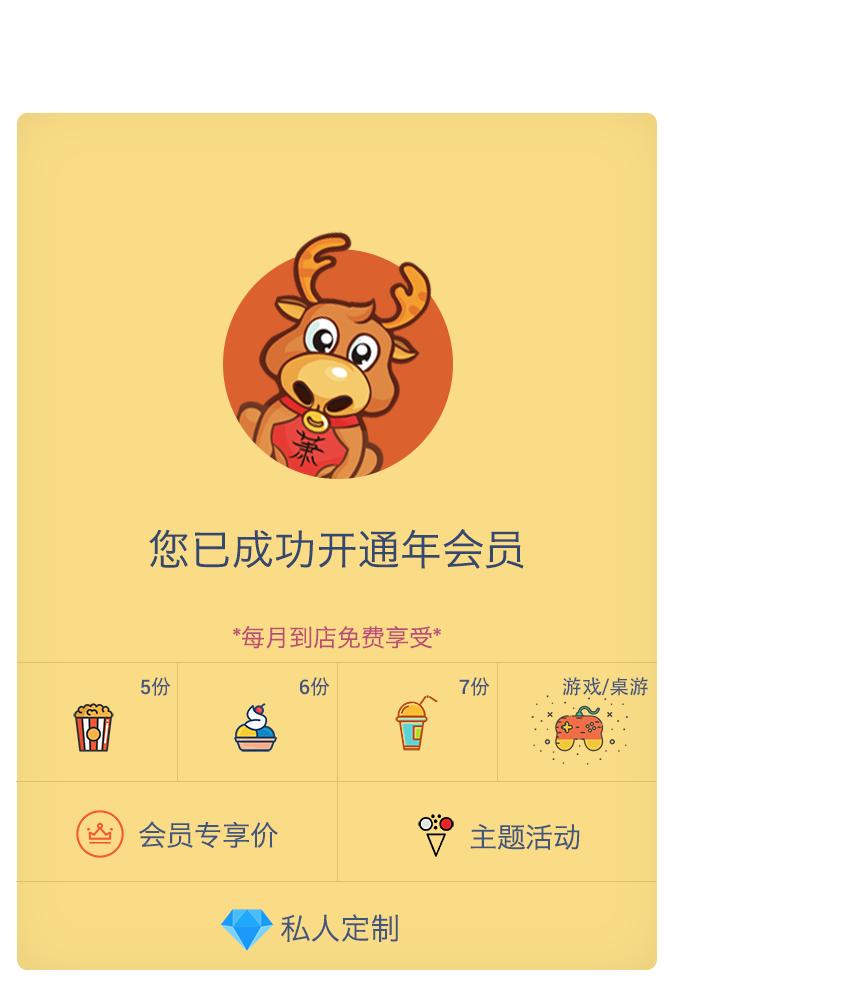 萧
您已成功开通年会员
*每月到店免费享受*
5份
6份
7份
游戏/桌游
会员专享价
主题活动
私人定制